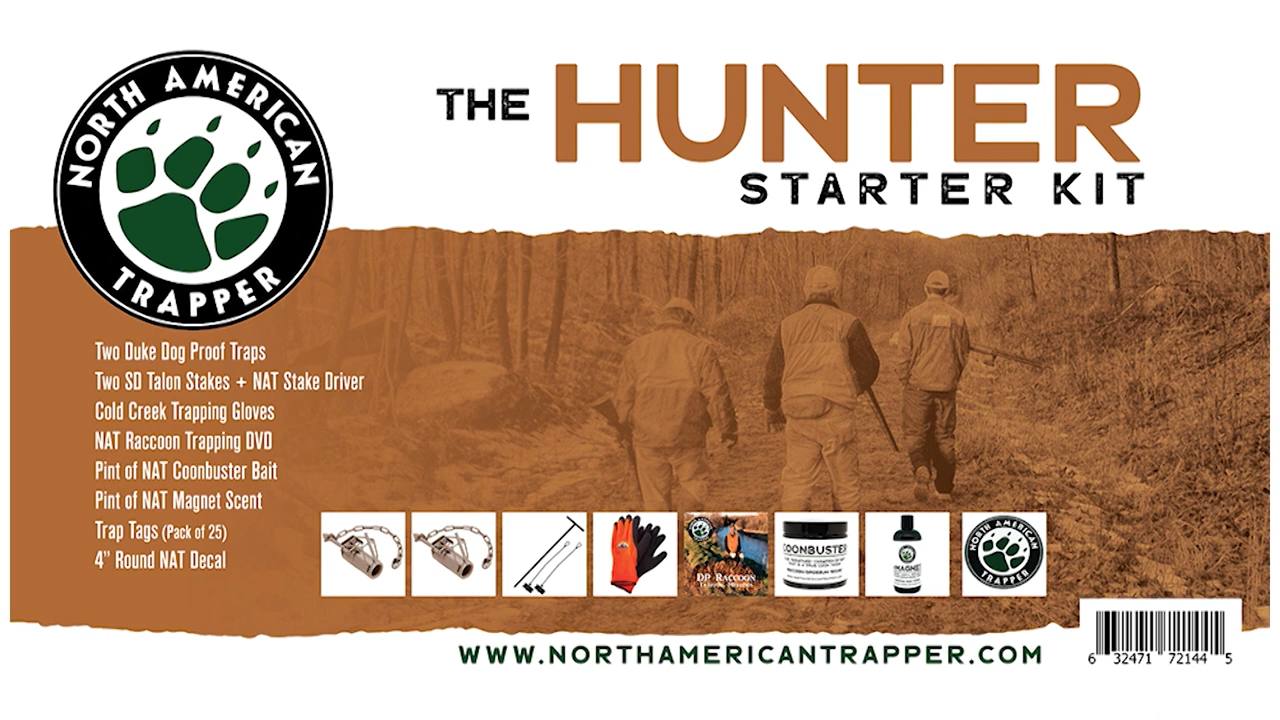 NORTH AMERICAN
TRAPPER
THE HUNTER
STARTER KIT
Two Duke Dog Proof Traps
Two SD Talon Stakes + NAT Stake Driver
Cold Creek Trapping Gloves
NAT Raccoon Trapping DVD
Pint of NAT Coonbuster Bait
Pint of NAT Magnet Scent
Trap Tags (Pack of 25)
4” Round NAT Decal
DP RACCOON
COONBUSTER
MAGNET
NORTH AMERICAN
TRAPPER
WWW.NORTHAMERICANTRAPPER.COM
6 32471 72144 5